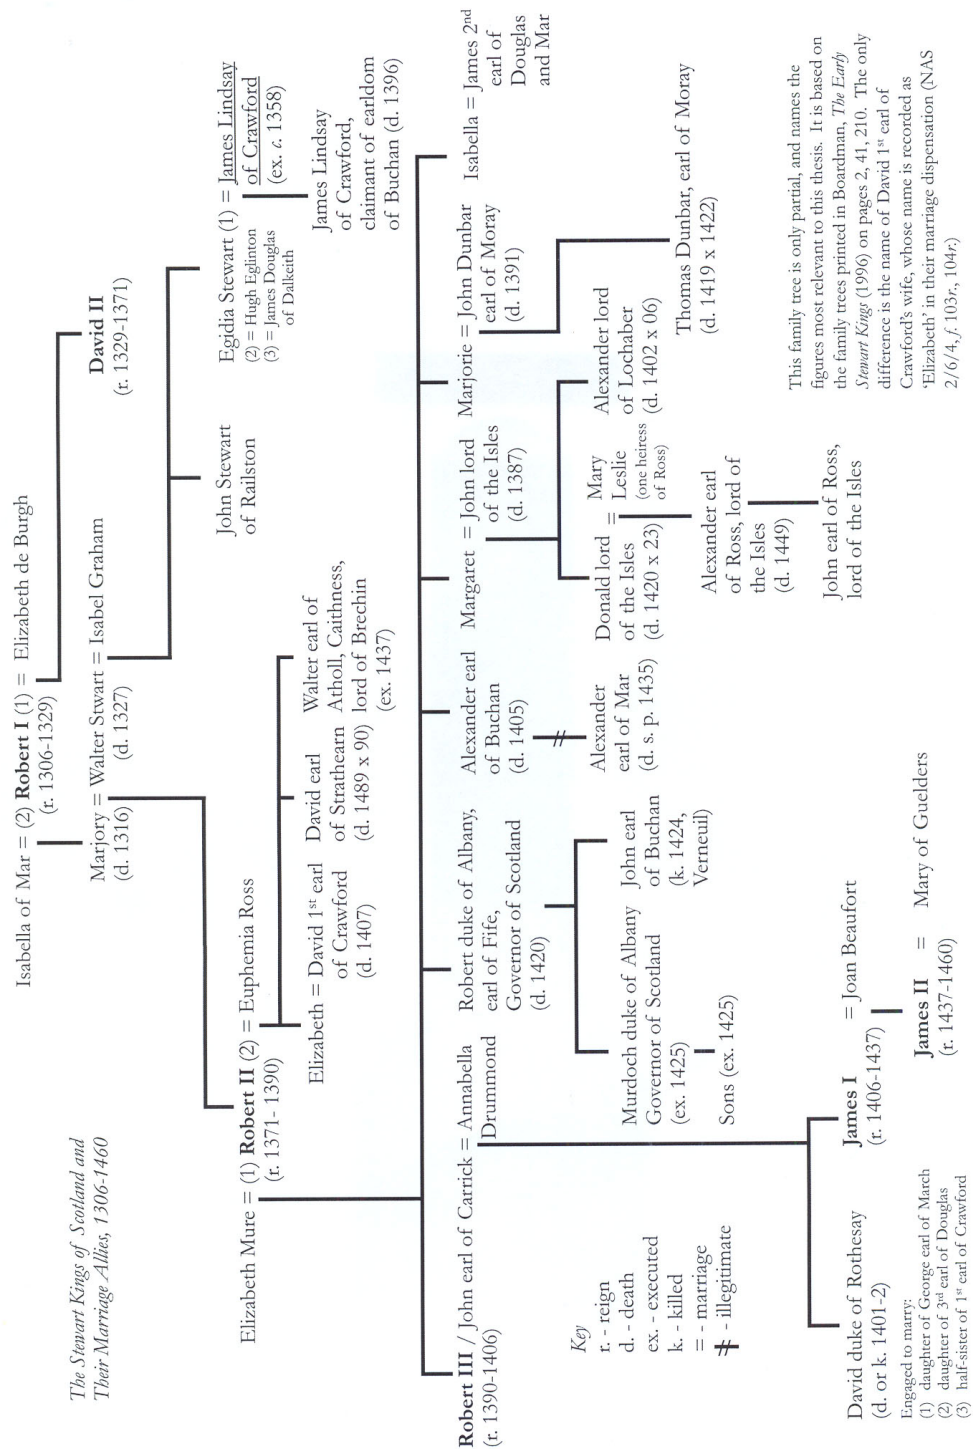 The Stewart Kings of Scotland and
Their Marriage Allies, 1306-1460
Isabella of Mar = (2) Robert I (1) = Elizabeth de Burgh
(r. 1306-1329)
Marjory = Walter Stwart = Isabel Graham
(d. 1316)
(d. 1327)
David II
(r. 1329-1371)
Elizabeth Mure = (1) Robert II (2) = Euphemia Ross
(r. 1371- 1390)
John Stewart
of Railston
Egidia Stewart (1) = James Lindsay
of Crawford
(ex. c. 1358)
(2) = Hugh Eglinton
(3) = James Douglas
of Dalkeith
James Lindsay
of Crawford,
claimant of earldom
of Buchan (d. 1396)
Elizabeth = David 1st earl
of Crawford
(d. 1407)
David earl
of Strathearn
(d. 1489 x 90)
Walter earl of
Atholl, Caithness,
lord of Brechin
(ex. 1437)
Robert III / John earl of Carrick = Annabella
Drummond
(r. 1390-1406)
Robert duke of Albany,
earl of Fife,
Governor of Scotland
(d. 1420)
Alexander earl
of Buchan
(d. 1405)
Margaret = John lord
of the Isles
(d. 1387)
Marjorie = John Dunbar
earl of Moray
(d. 1391)
Isabella = James 2nd
earl of
Douglas
and Mar
Murdoch duke of Albany
Governor of Scotland
(ex. 1425)
Sons (ex. 1425)
John earl
of Buchan
(k. 1424,
Verneuil)
Alexander
earl of Mar
(d. s. p. 1435)
Donald lord
of the Isles
(d. 1420 x 23)
= Mary
Leslie
(one heiress
of Ross)
Alexander lord
of Lochaber
(d. 1402 x 06)
Thomas Dunbar, earl of Moray
(d. 1419 x 1422)
Alexander earl
of Ross, lord of
the Isles
(d. 1449)
John earl of Ross,
lord of the Isles
Key
r. - reign
d. - death
ex. - executed
k. - killed
= - marriage
≠ - illegitimate
David duke of Rothesay
(d. or k. 1401-2)
Engaged to marry:
(1) daughter of George earl of March
(2) daughter of 3rd earl of Douglas
(3) half-sister of 1st earl of Crawford
James I = Joan Beaufort
(r. 1406-1437)
James II = Mary of Guelders
(r. 1437-1460)
This family tree is only partial, and names the
figures most relevant to this thesis. It is based on
the family trees printed in Boardman, The Early
Stewart Kings (1996) on pages 2, 41, 210. The only
difference is the name of David 1st earl of
Crawford's wife, whose name is recorded as
'Elizabeth' in their marriage dispensation (NAS
2/6/4, f. 103r., 104r.)